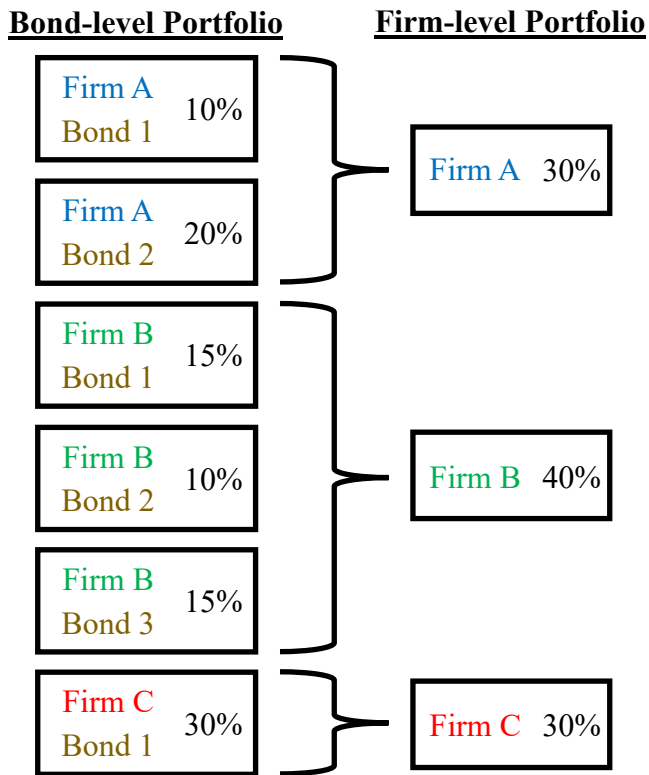 Bond-level Portfolio
Firm-level Portfolio
Firm A
Bond 1
10%
Firm A
Bond 2
20%
Firm A 30%
Firm B
Bond 1
15%
Firm B
Bond 2
10%
Firm B
Bond 3
15%
Firm B 40%
Firm C
Bond 1
30%
Firm C 30%